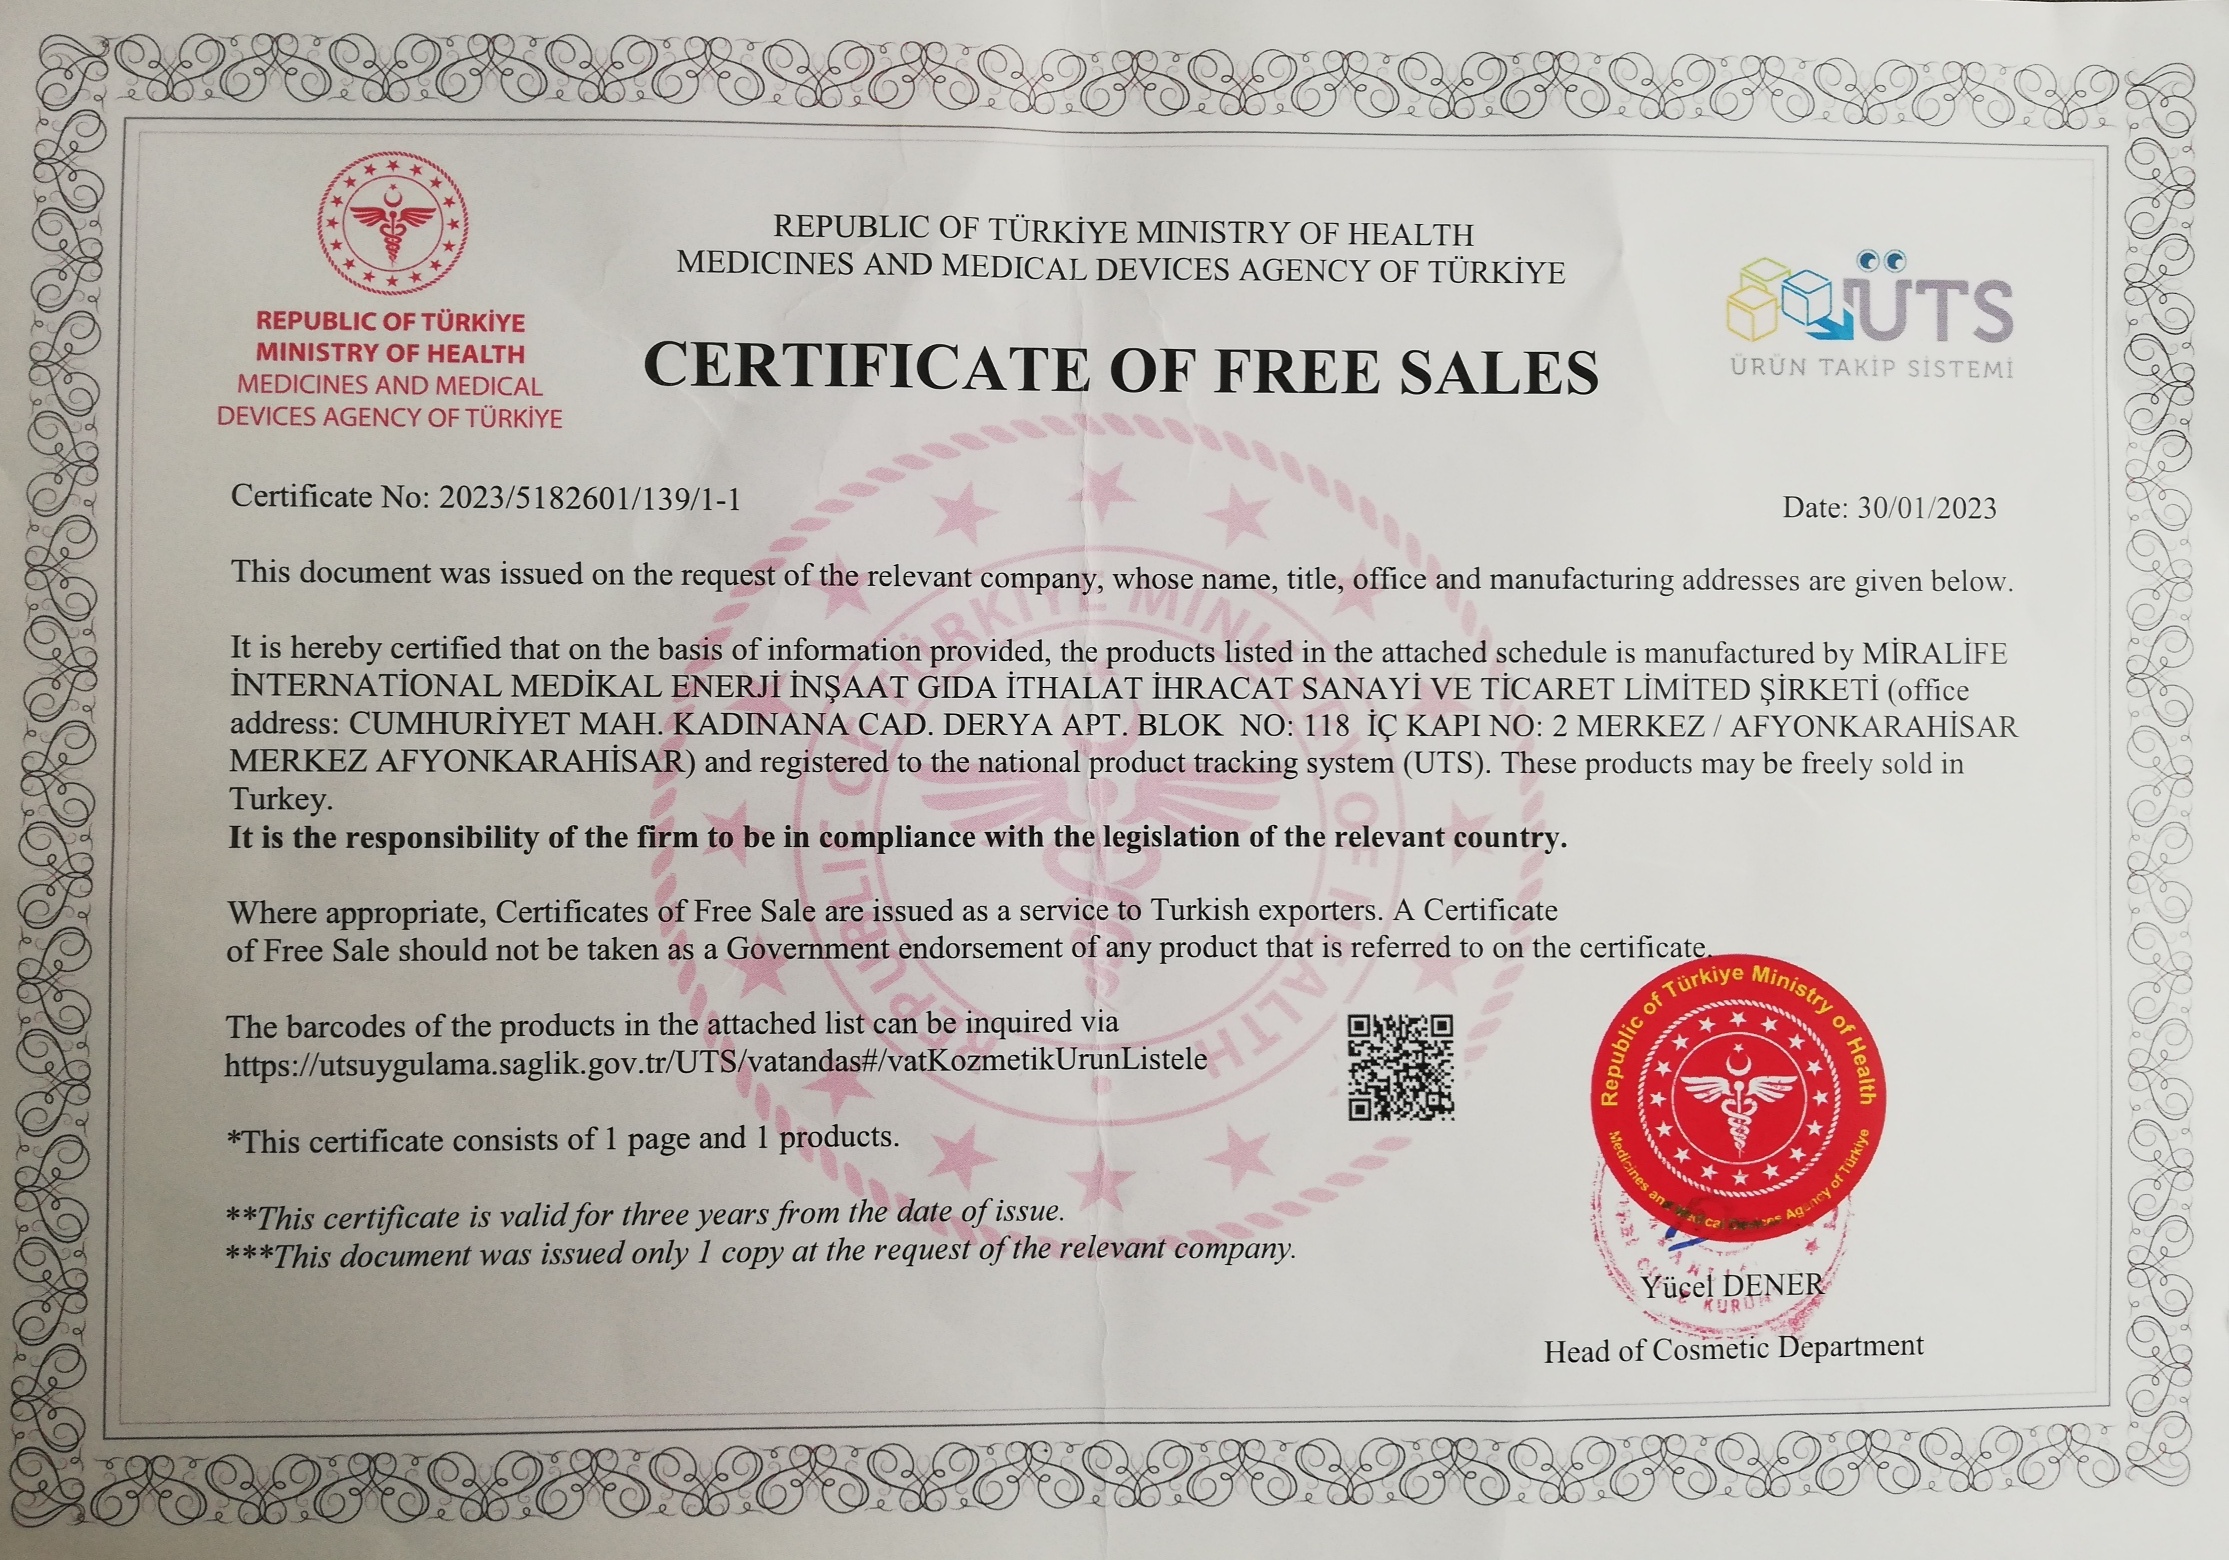 REPUBLIC OF TÜRKİYE
MINISTRY OF HEALTH
MEDICINES AND MEDICAL
DEVICES AGENCY OF TÜRKİYE
REPUBLIC OF TÜRKİYE MINISTRY OF HEALTH
MEDICINES AND MEDICAL DEVICES AGENCY OF TÜRKİYE
CERTIFICATE OF FREE SALES
ÜTS
ÜRÜN TAKİP SİSTEMİ
Certificate No: 2023/5182601/139/1-1
Date: 30/01/2023
This document was issued on the request of the relevant company, whose name, title, office and manufacturing addresses are given below.
It is hereby certified that on the basis of information provided, the products listed in the attached schedule is manufactured by MİRALİFE
İNTERNATİONAL MEDİKAL ENERJİ İNŞAAT GIDA İTHALAT İHRACAT SANAYİ VE TİCARET LİMİTED ŞİRKETİ (office
address: CUMHURİYET MAH. KADINANA CAD. DERYA APT. BLOK NO: 118 İÇ KAPI NO: 2 MERKEZ / AFYONKARAHİSAR
MERKEZ AFYONKARAHİSAR) and registered to the national product tracking system (UTS). These products may be freely sold in
Turkey.
It is the responsibility of the firm to be in compliance with the legislation of the relevant country.
Where appropriate, Certificates of Free Sale are issued as a service to Turkish exporters. A Certificate
of Free Sale should not be taken as a Government endorsement of any product that is referred to on the certificate.
The barcodes of the products in the attached list can be inquired via
https://utsuygulama.saglik.gov.tr/UTS/vatandas#/vatKozmetikUrunListele
*This certificate consists of 1 page and 1 products.
**This certificate is valid for three years from the date of issue.
***This document was issued only 1 copy at the request of the relevant company.
REPUBLIC OF TÜRKİYE MINISTRY OF HEALTH
Republic of Türkiye Ministry of Health
Medicines and Medical Devices Agency of Türkiye
Yücel DENER
Head of Cosmetic Department